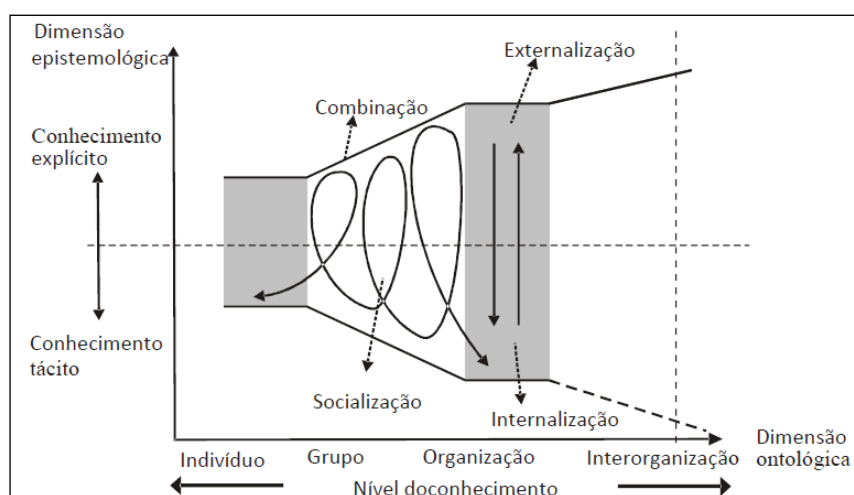 Dimensão
epistemológica
Externalização
Combinação
Conhecimento
explícito
Conhecimento
tácito
Socialização
Internalização
Dimensão
ontológica
Indivíduo Grupo Organização Interorganização
Nível doconhecimento